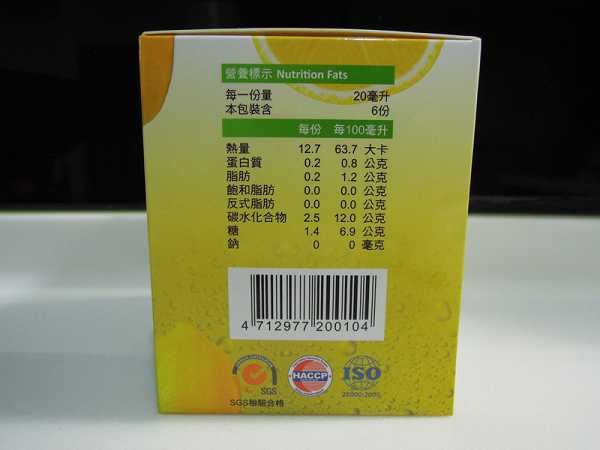 營養標示 Nutrition Fats
每一份量 20毫升
本包裝含 6份
每份 每100毫升
熱量 12.7 63.7 大卡
蛋白質 0.2 0.8 公克
脂肪 0.2 1.2 公克
飽和脂肪 0.0 0.0 公克
反式脂肪 0.0 0.0 公克
碳水化合物 2.5 12.0 公克
糖 1.4 6.9 公克
鈉 0 0 毫克
4 712977 200104
SGS
HACCP
ISO
SGS檢驗合格